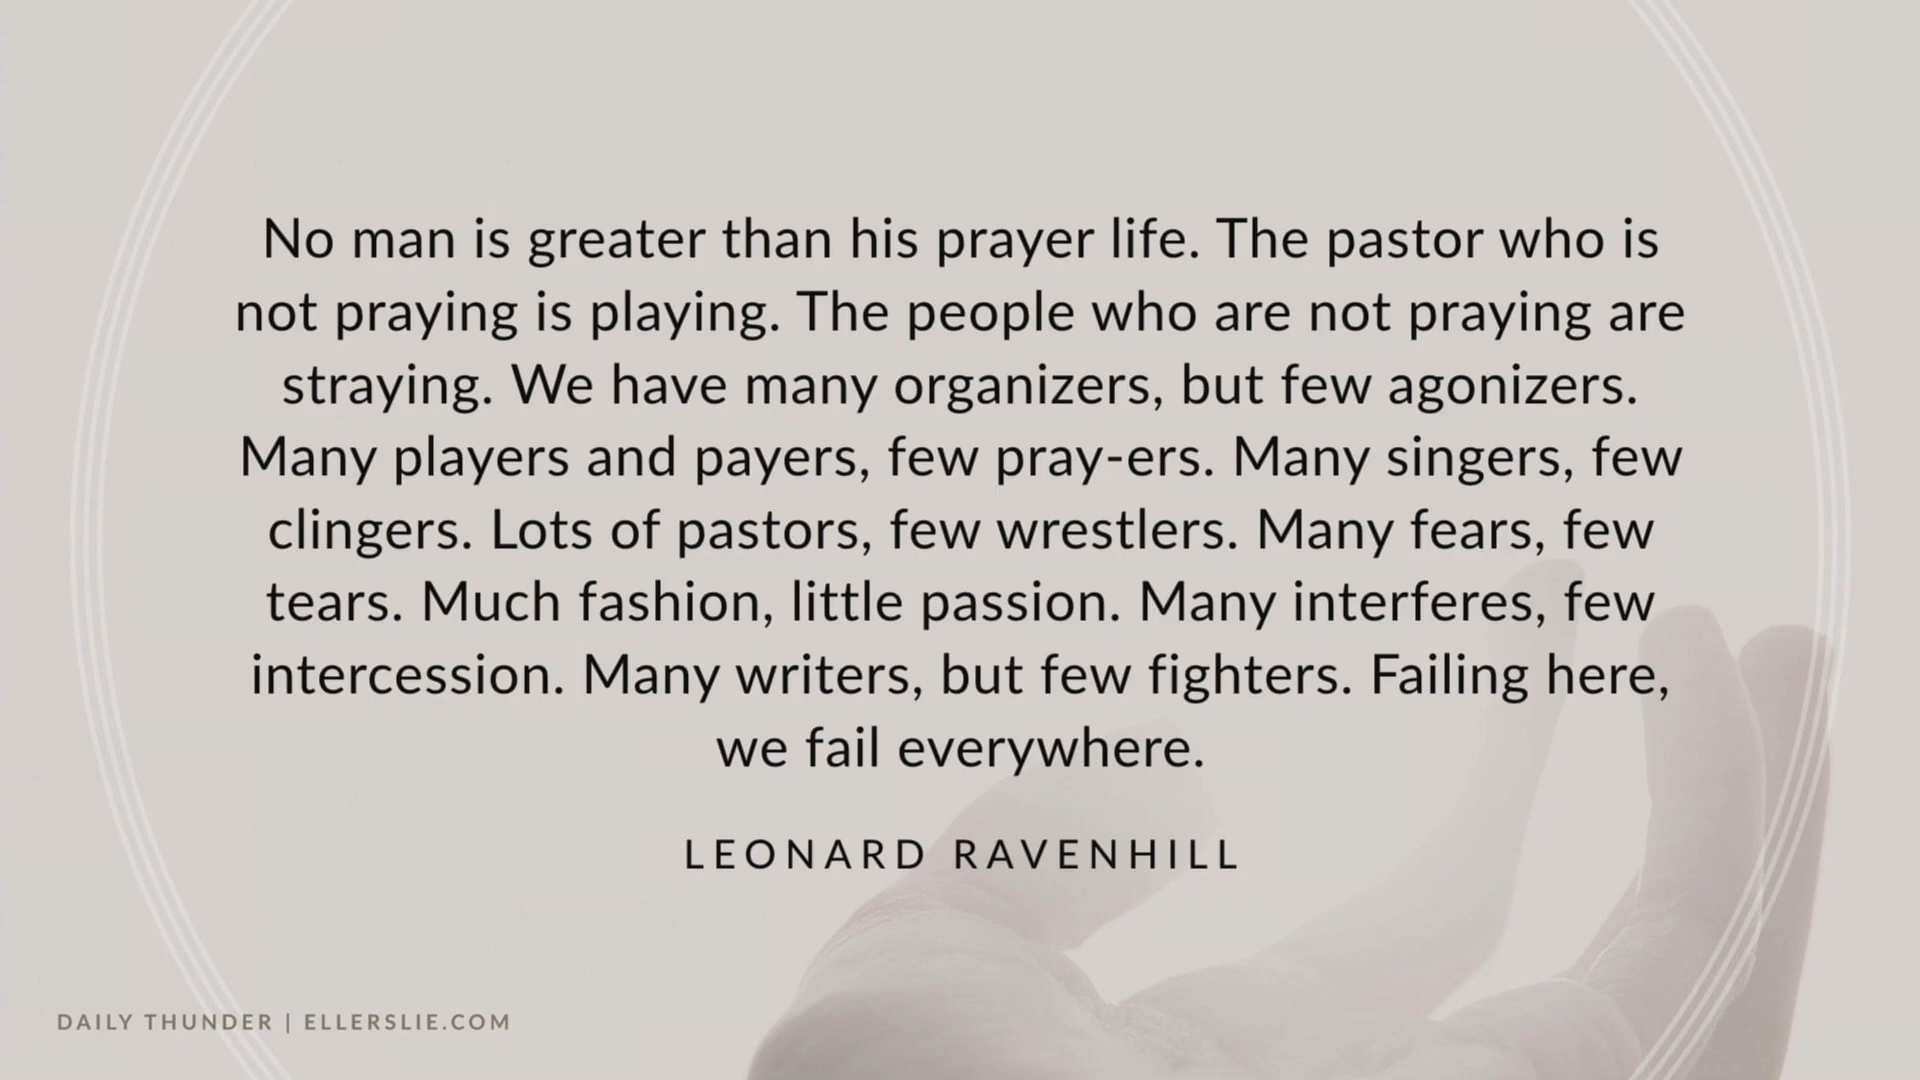 No man is greater than his prayer life. The pastor who is
not praying is playing. The people who are not praying are
straying. We have many organizers, but few agonizers.
Many players and payers, few pray-ers. Many singers, few
clingers. Lots of pastors, few wrestlers. Many fears, few
tears. Much fashion, little passion. Many interferes, few
intercession. Many writers, but few fighters. Failing here,
we fail everywhere.
LEONARD RAVENHILL
DAILY THUNDER | ELLERSLIE.COM